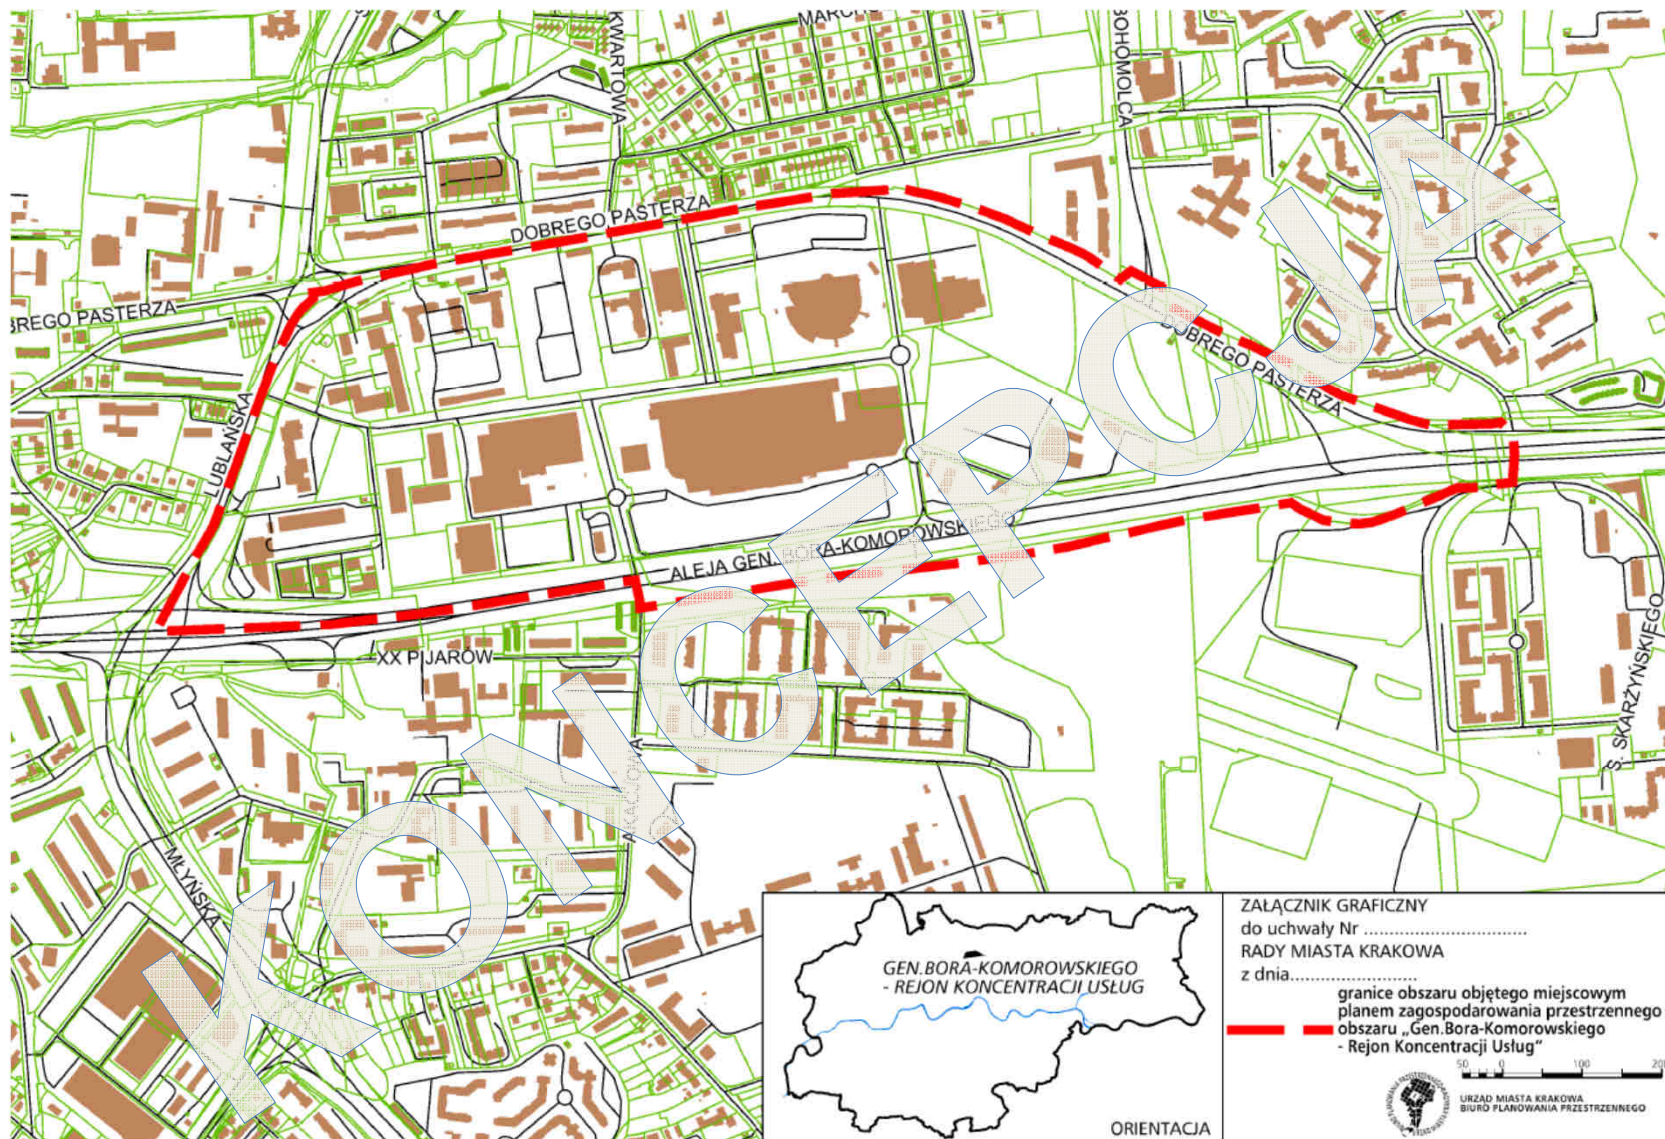 KWARTOWA
BOHOMOLCA
DOBREGO PASTERZA
BREGO PASTERZA
DOBREGO PASTERZA
LUBLAŃSKA
ALEJA GEN. BORA-KOMOROWSKIEGO
XX PIJARÓW
AKACJOWA
S. SKARŻYŃSKIEGO
MŁYŃSKA
KONCEPCJA
GEN.BORA-KOMOROWSKIEGO
- REJON KONCENTRACJI USŁUG
ORIENTACJA
ZAŁĄCZNIK GRAFICZNY
do uchwały Nr ................................
RADY MIASTA KRAKOWA
z dnia.........................
granice obszaru objętego miejscowym
planem zagospodarowania przestrzennego
obszaru „Gen.Bora-Komorowskiego
- Rejon Koncentracji Usług"
50 0 100 20
URZĄD MIASTA KRAKOWA
BIURO PLANOWANIA PRZESTRZENNEGO